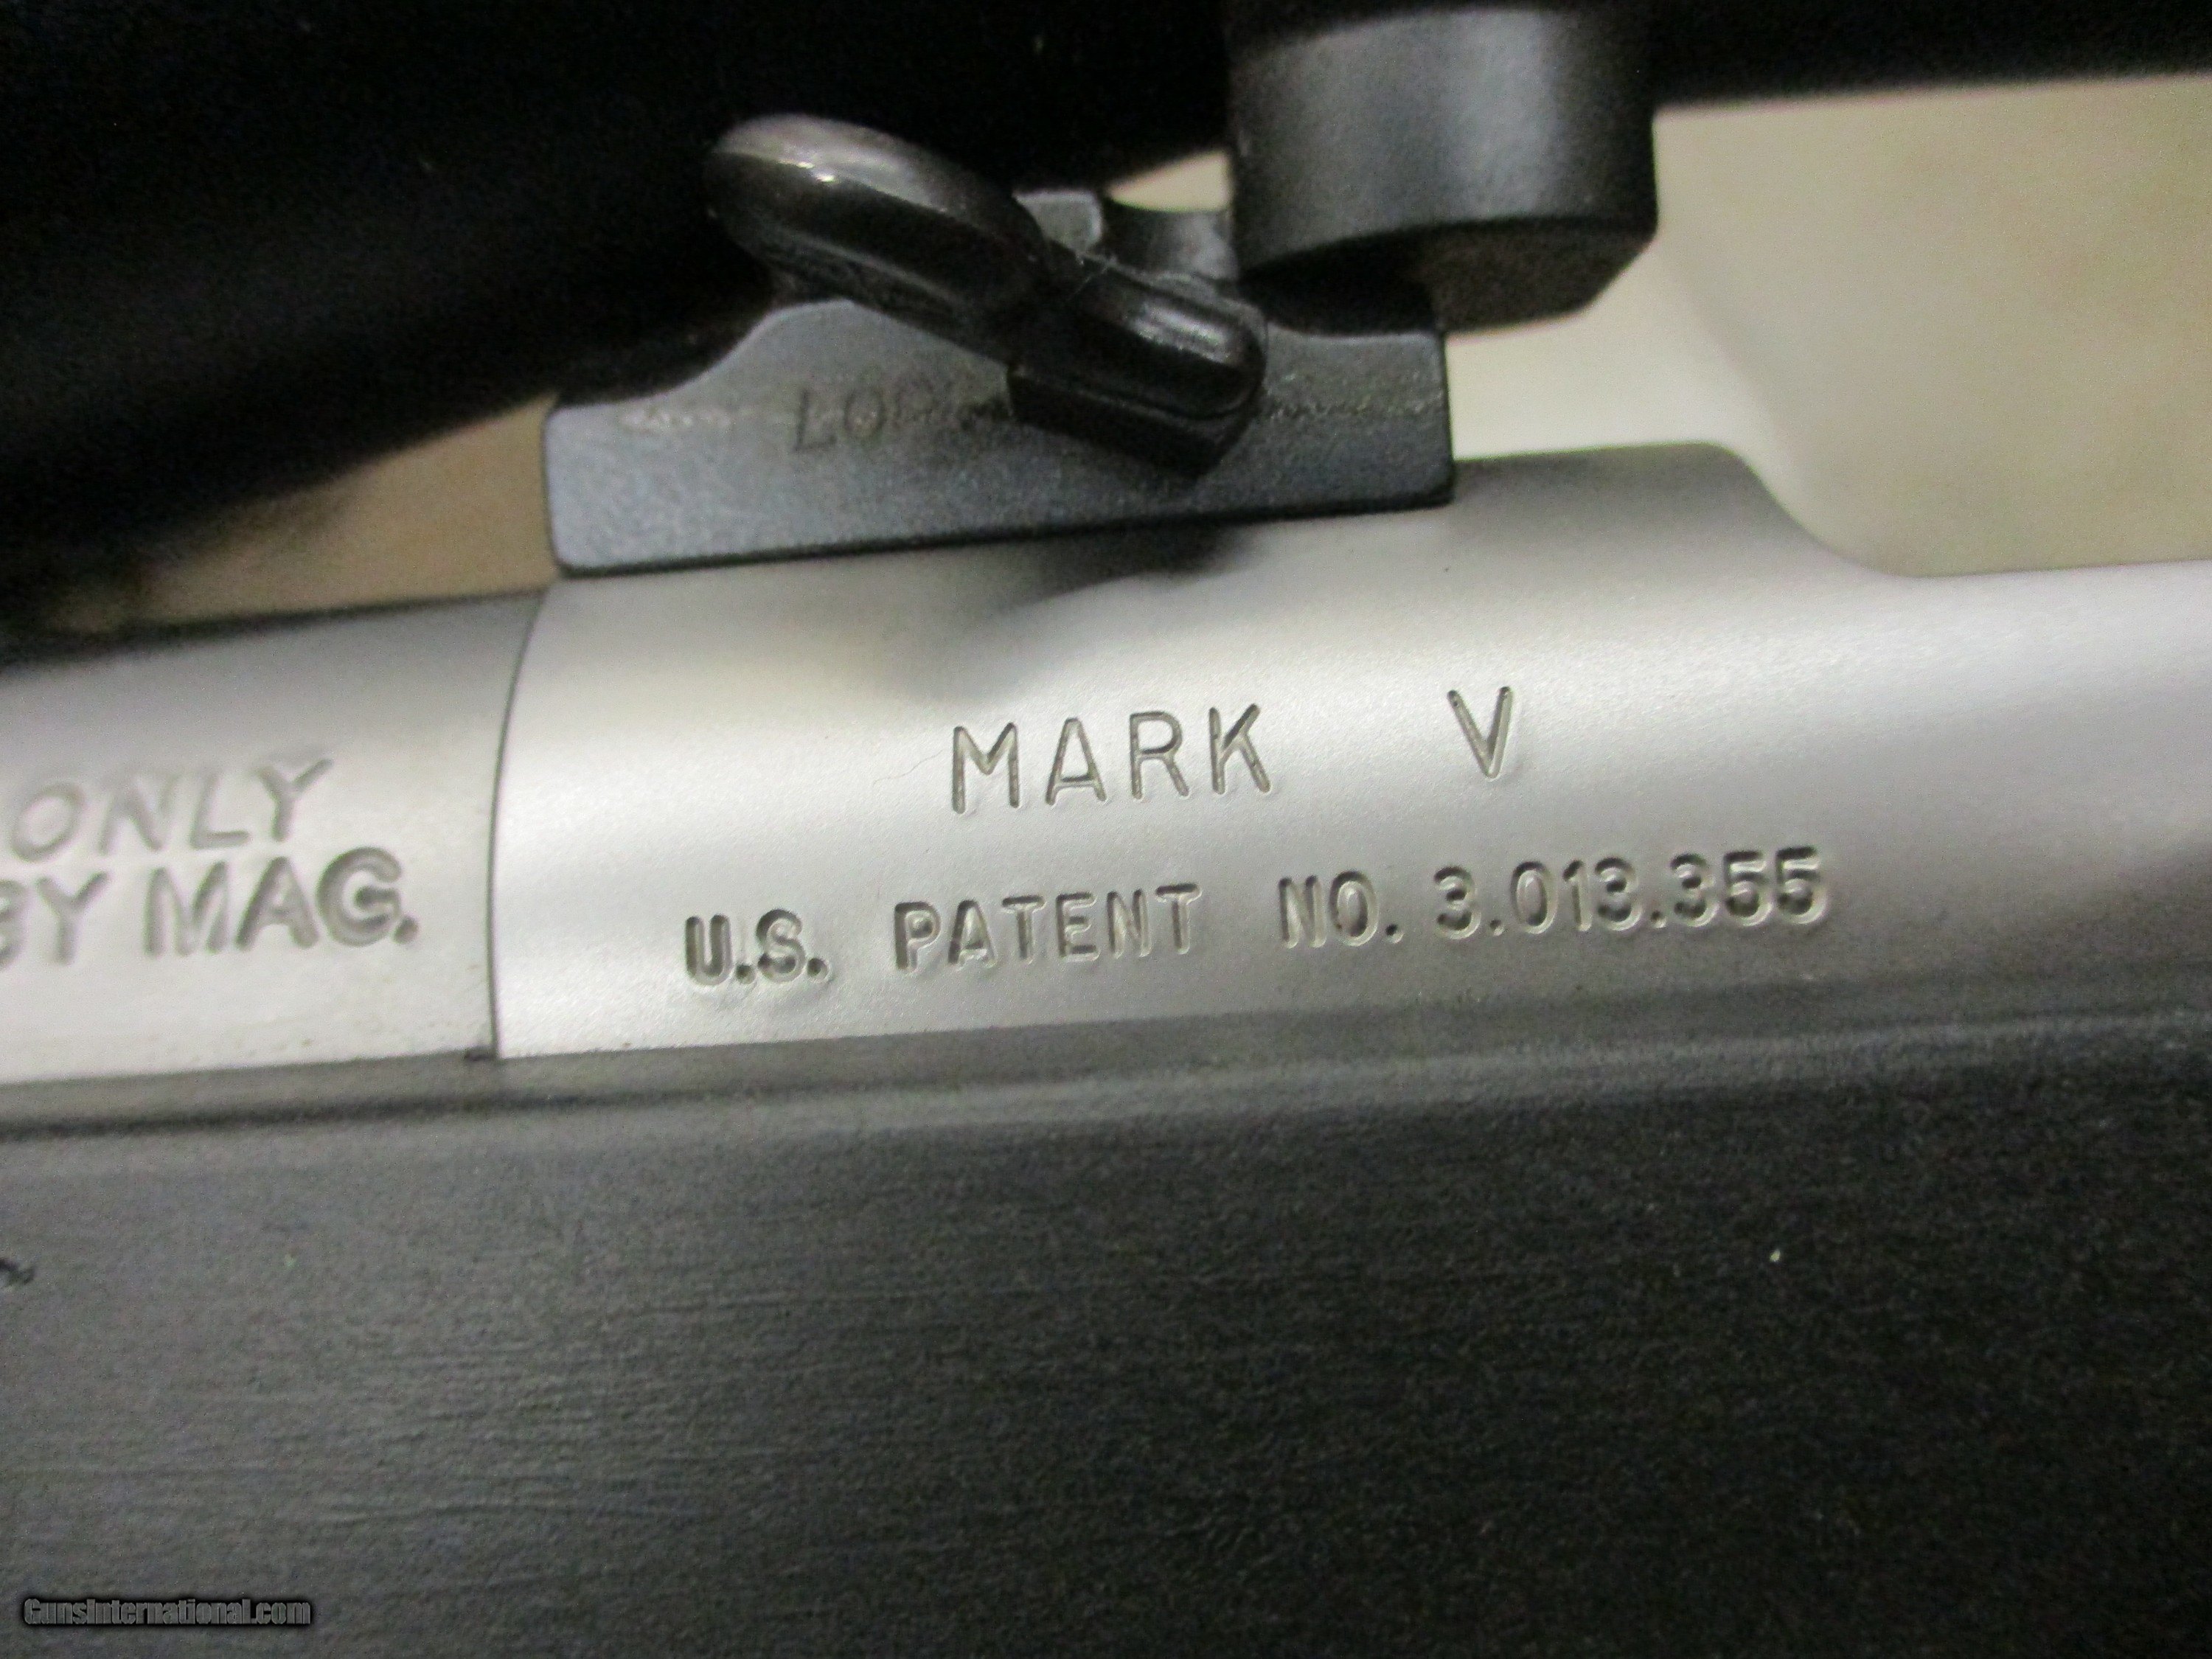 MARK V
ONLY
BY MAG.
U.S. PATENT NO. 3.013.355
GunsInternational.com